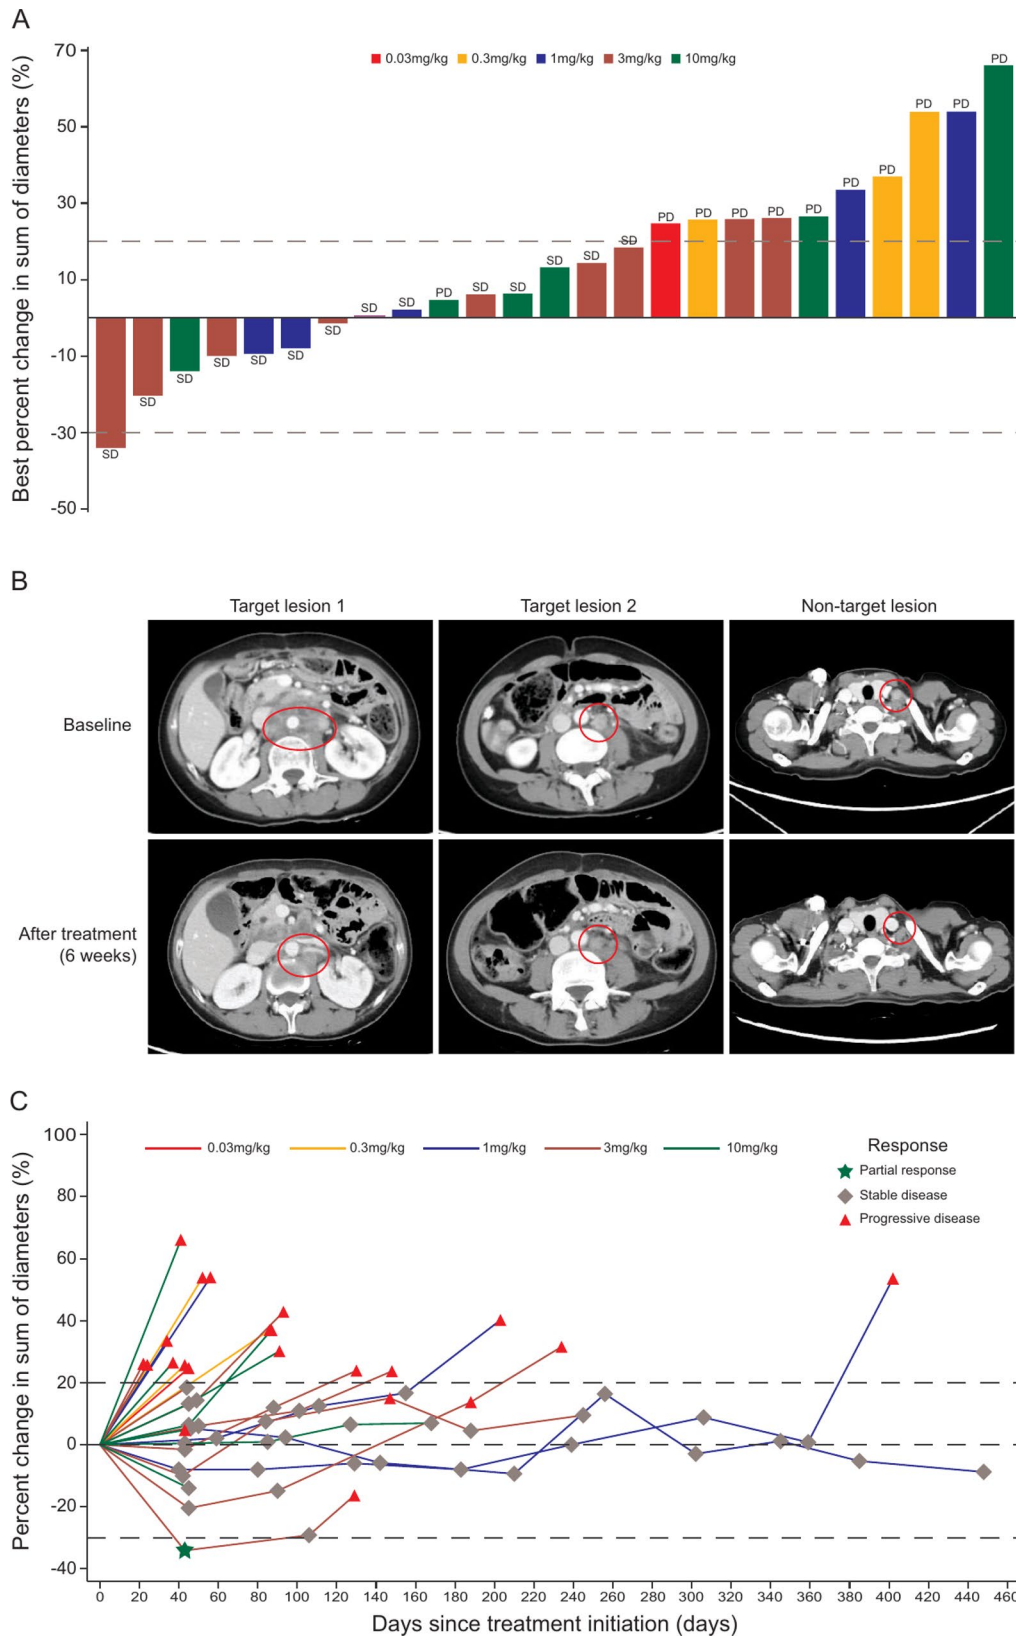 A
Best percent change in sum of diameters (%)
70
50
30
10
-10
-30
-50
0.03mg/kg 0.3mg/kg 1mg/kg 3mg/kg 10mg/kg
SD SD SD SD SD SD SD SD SD PD SD SD SD SD SD PD PD PD PD PD PD PD PD PD PD
B
Target lesion 1 Target lesion 2 Non-target lesion
Baseline
After treatment
(6 weeks)
C
Percent change in sum of diameters (%)
100
80
60
40
20
0
-20
-40
0.03mg/kg 0.3mg/kg 1mg/kg 3mg/kg 10mg/kg
Response
Partial response
Stable disease
Progressive disease
0 20 40 60 80 100 120 140 160 180 200 220 240 260 280 300 320 340 360 380 400 420 440 460
Days since treatment initiation (days)